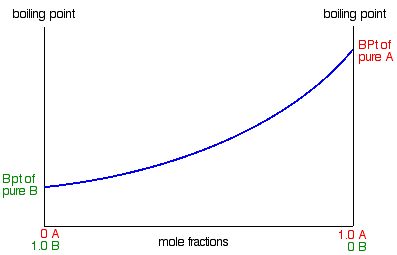 boiling point
boiling point
BPt of
pure A
Bpt of
pure B
0 A
1.0 B
mole fractions
1.0 A
0 B